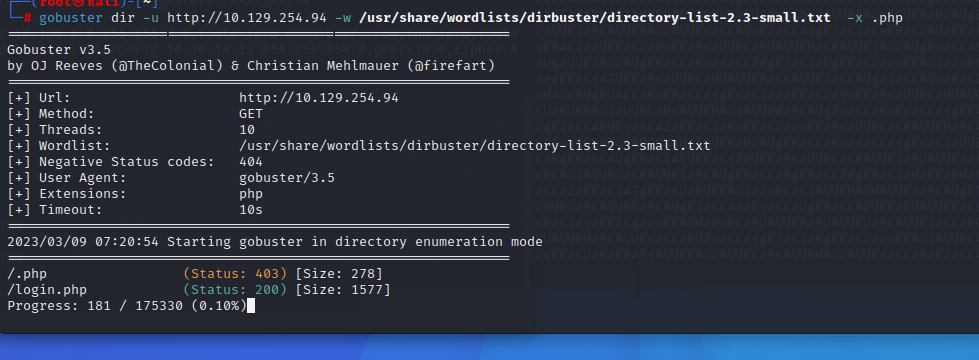 (root㉿kali)-[~]
# gobuster dir -u http://10.129.254.94 -w /usr/share/wordlists/dirbuster/directory-list-2.3-small.txt -x .php
===============================================================
Gobuster v3.5
by OJ Reeves (@TheColonial) & Christian Mehlmauer (@firefart)
===============================================================
[+] Url: http://10.129.254.94
[+] Method: GET
[+] Threads: 10
[+] Wordlist: /usr/share/wordlists/dirbuster/directory-list-2.3-small.txt
[+] Negative Status codes: 404
[+] User Agent: gobuster/3.5
[+] Extensions: php
[+] Timeout: 10s
===============================================================
2023/03/09 07:20:54 Starting gobuster in directory enumeration mode
===============================================================
/.php (Status: 403) [Size: 278]
/login.php (Status: 200) [Size: 1577]
Progress: 181 / 175330 (0.10%)